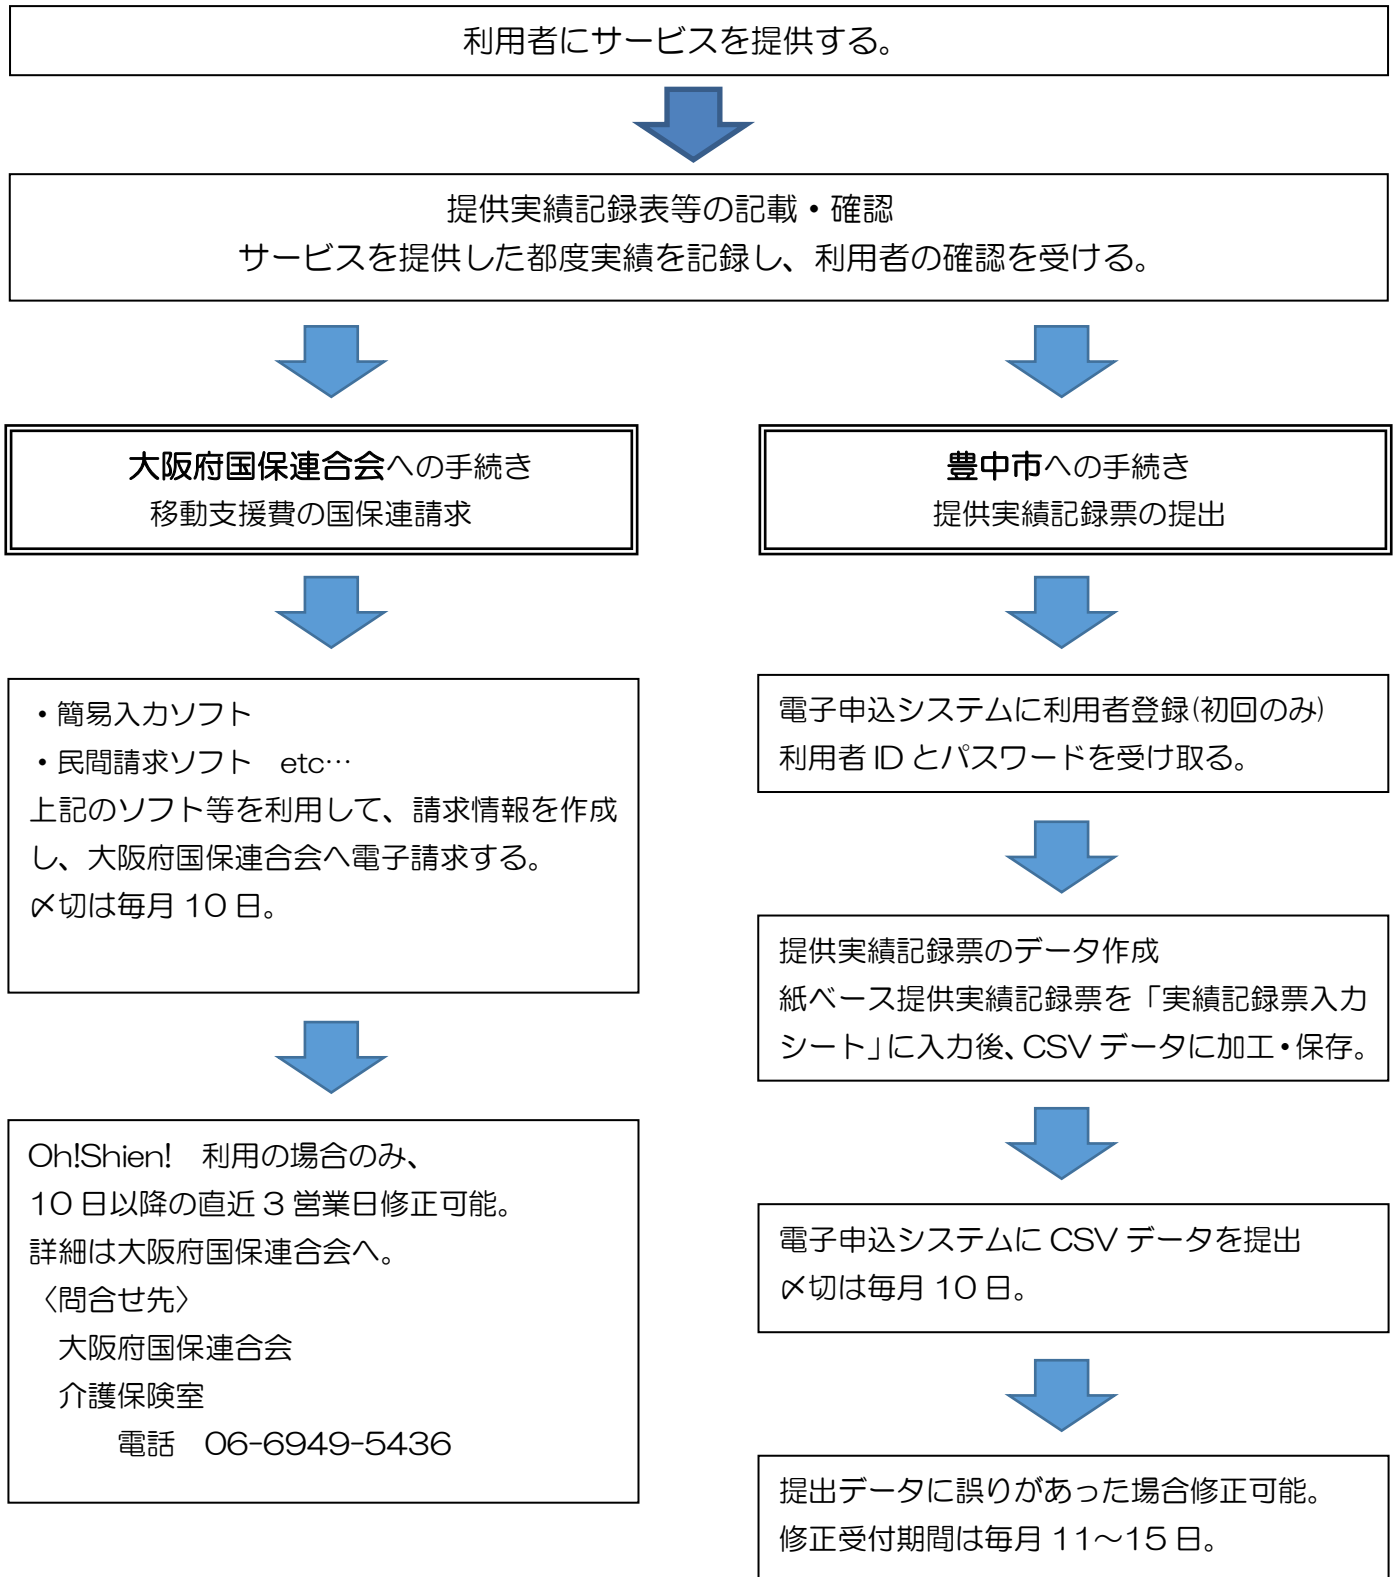 利用者にサービスを提供する。
提供実績記録表等の記載・確認
サービスを提供した都度実績を記録し、利用者の確認を受ける。
大阪府国保連合会への手続き
移動支援費の国保連請求
・簡易入力ソフト
・民間請求ソフト　etc…
上記のソフト等を利用して、請求情報を作成
し、大阪府国保連合会へ電子請求する。
〆切は毎月 10 日。
Oh!Shien!　利用の場合のみ、
10 日以降の直近 3 営業日修正可能。
詳細は大阪府国保連合会へ。
〈問合せ先〉
大阪府国保連合会
介護保険室
電話　06-6949-5436
豊中市への手続き
提供実績記録票の提出
電子申込システムに利用者登録(初回のみ)
利用者 ID とパスワードを受け取る。
提供実績記録票のデータ作成
紙ベース提供実績記録票を「実績記録票入力
シート」に入力後、CSV データに加工・保存。
電子申込システムに CSV データを提出
〆切は毎月 10 日。
提出データに誤りがあった場合修正可能。
修正受付期間は毎月 11～15 日。